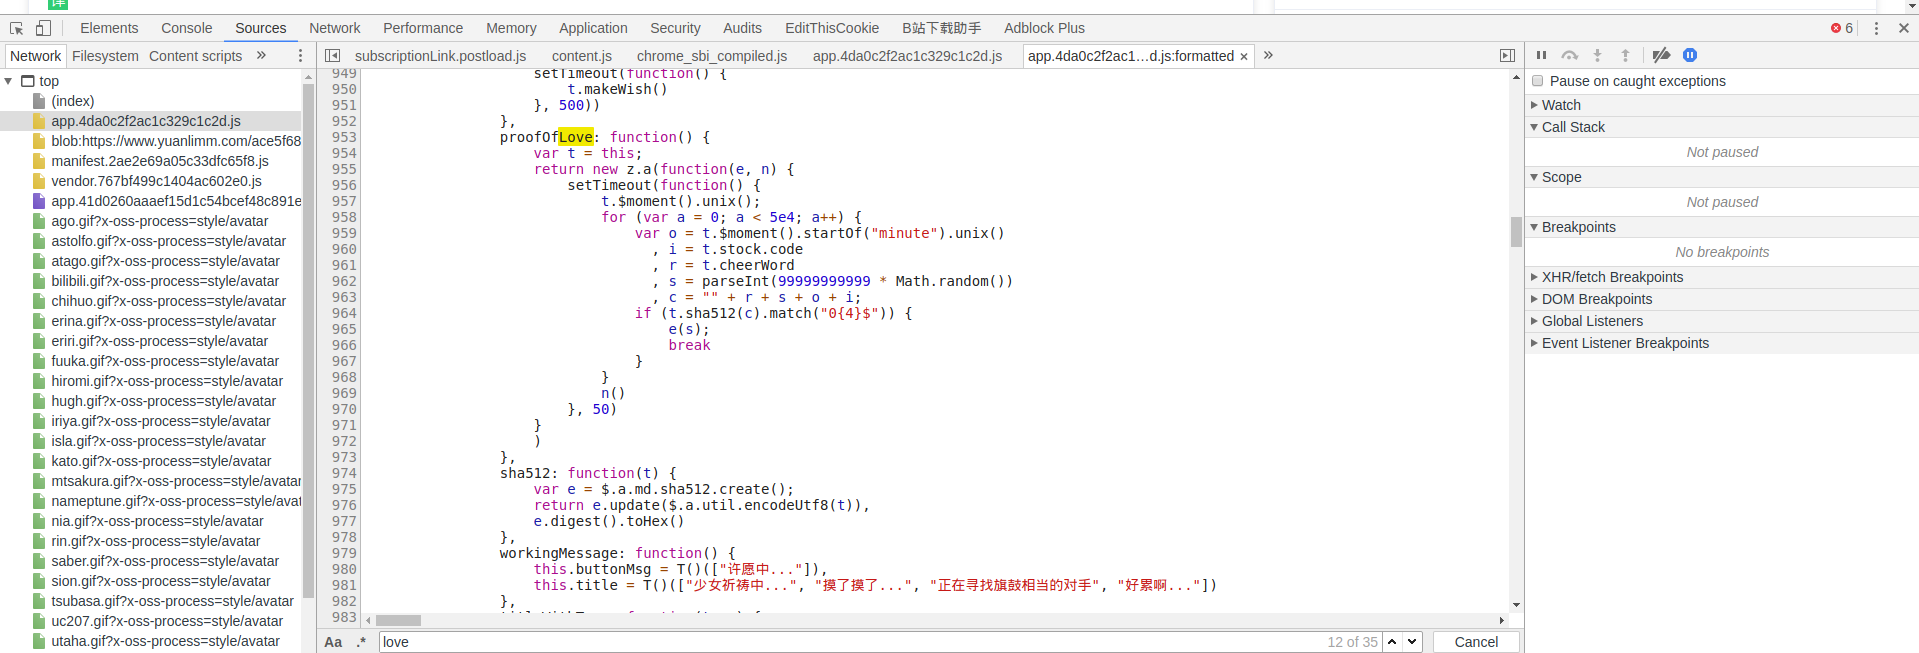 译
Elements Console Sources Network Performance Memory Application Security Audits EditThisCookie B站下载助手 Adblock Plus 6
Network Filesystem Content scripts »
subscriptionLink.postload.js content.js chrome_sbi_compiled.js app.4da0c2f2ac1c329c1c2d.js app.4da0c2f2ac1…d.js:formatted × »
top
(index)
app.4da0c2f2ac1c329c1c2d.js
blob:https://www.yuanlimm.com/ace5f68
manifest.2ae2e69a05c33dfc65f8.js
vendor.767bf499c1404ac602e0.js
app.41d0260aaaef15d1c54bcef48c891e
ago.gif?x-oss-process=style/avatar
astolfo.gif?x-oss-process=style/avatar
atago.gif?x-oss-process=style/avatar
bilibili.gif?x-oss-process=style/avatar
chihuo.gif?x-oss-process=style/avatar
erina.gif?x-oss-process=style/avatar
eriri.gif?x-oss-process=style/avatar
fuuka.gif?x-oss-process=style/avatar
hiromi.gif?x-oss-process=style/avatar
hugh.gif?x-oss-process=style/avatar
iriya.gif?x-oss-process=style/avatar
isla.gif?x-oss-process=style/avatar
kato.gif?x-oss-process=style/avatar
mtsakura.gif?x-oss-process=style/avatar
nameptune.gif?x-oss-process=style/avat
nia.gif?x-oss-process=style/avatar
rin.gif?x-oss-process=style/avatar
saber.gif?x-oss-process=style/avatar
sion.gif?x-oss-process=style/avatar
tsubasa.gif?x-oss-process=style/avatar
uc207.gif?x-oss-process=style/avatar
utaha.gif?x-oss-process=style/avatar
949 setTimeout(function() {
950 t.makeWish()
951 }, 500))
952 },
953 proofOfLove: function() {
954 var t = this;
955 return new z.a(function(e, n) {
956 setTimeout(function() {
957 t.$moment().unix();
958 for (var a = 0; a < 5e4; a++) {
959 var o = t.$moment().startOf("minute").unix()
960 , i = t.stock.code
961 , r = t.cheerWord
962 , s = parseInt(99999999999 * Math.random())
963 , c = "" + r + s + o + i;
964 if (t.sha512(c).match("0{4}$")) {
965 e(s);
966 break
967 }
968 }
969 n()
970 }, 50)
971 }
972 )
973 },
974 sha512: function(t) {
975 var e = $.a.md.sha512.create();
976 return e.update($.a.util.encodeUtf8(t)),
977 e.digest().toHex()
978 },
979 workingMessage: function() {
980 this.buttonMsg = T()(["许愿中..."]),
981 this.title = T()(["少女祈祷中...", "摸了摸了...", "正在寻找旗鼓相当的对手", "好累啊..."])
982 },
983
Aa .* love 12 of 35 Cancel
Pause on caught exceptions
Watch
Call Stack
Not paused
Scope
Not paused
Breakpoints
No breakpoints
XHR/fetch Breakpoints
DOM Breakpoints
Global Listeners
Event Listener Breakpoints